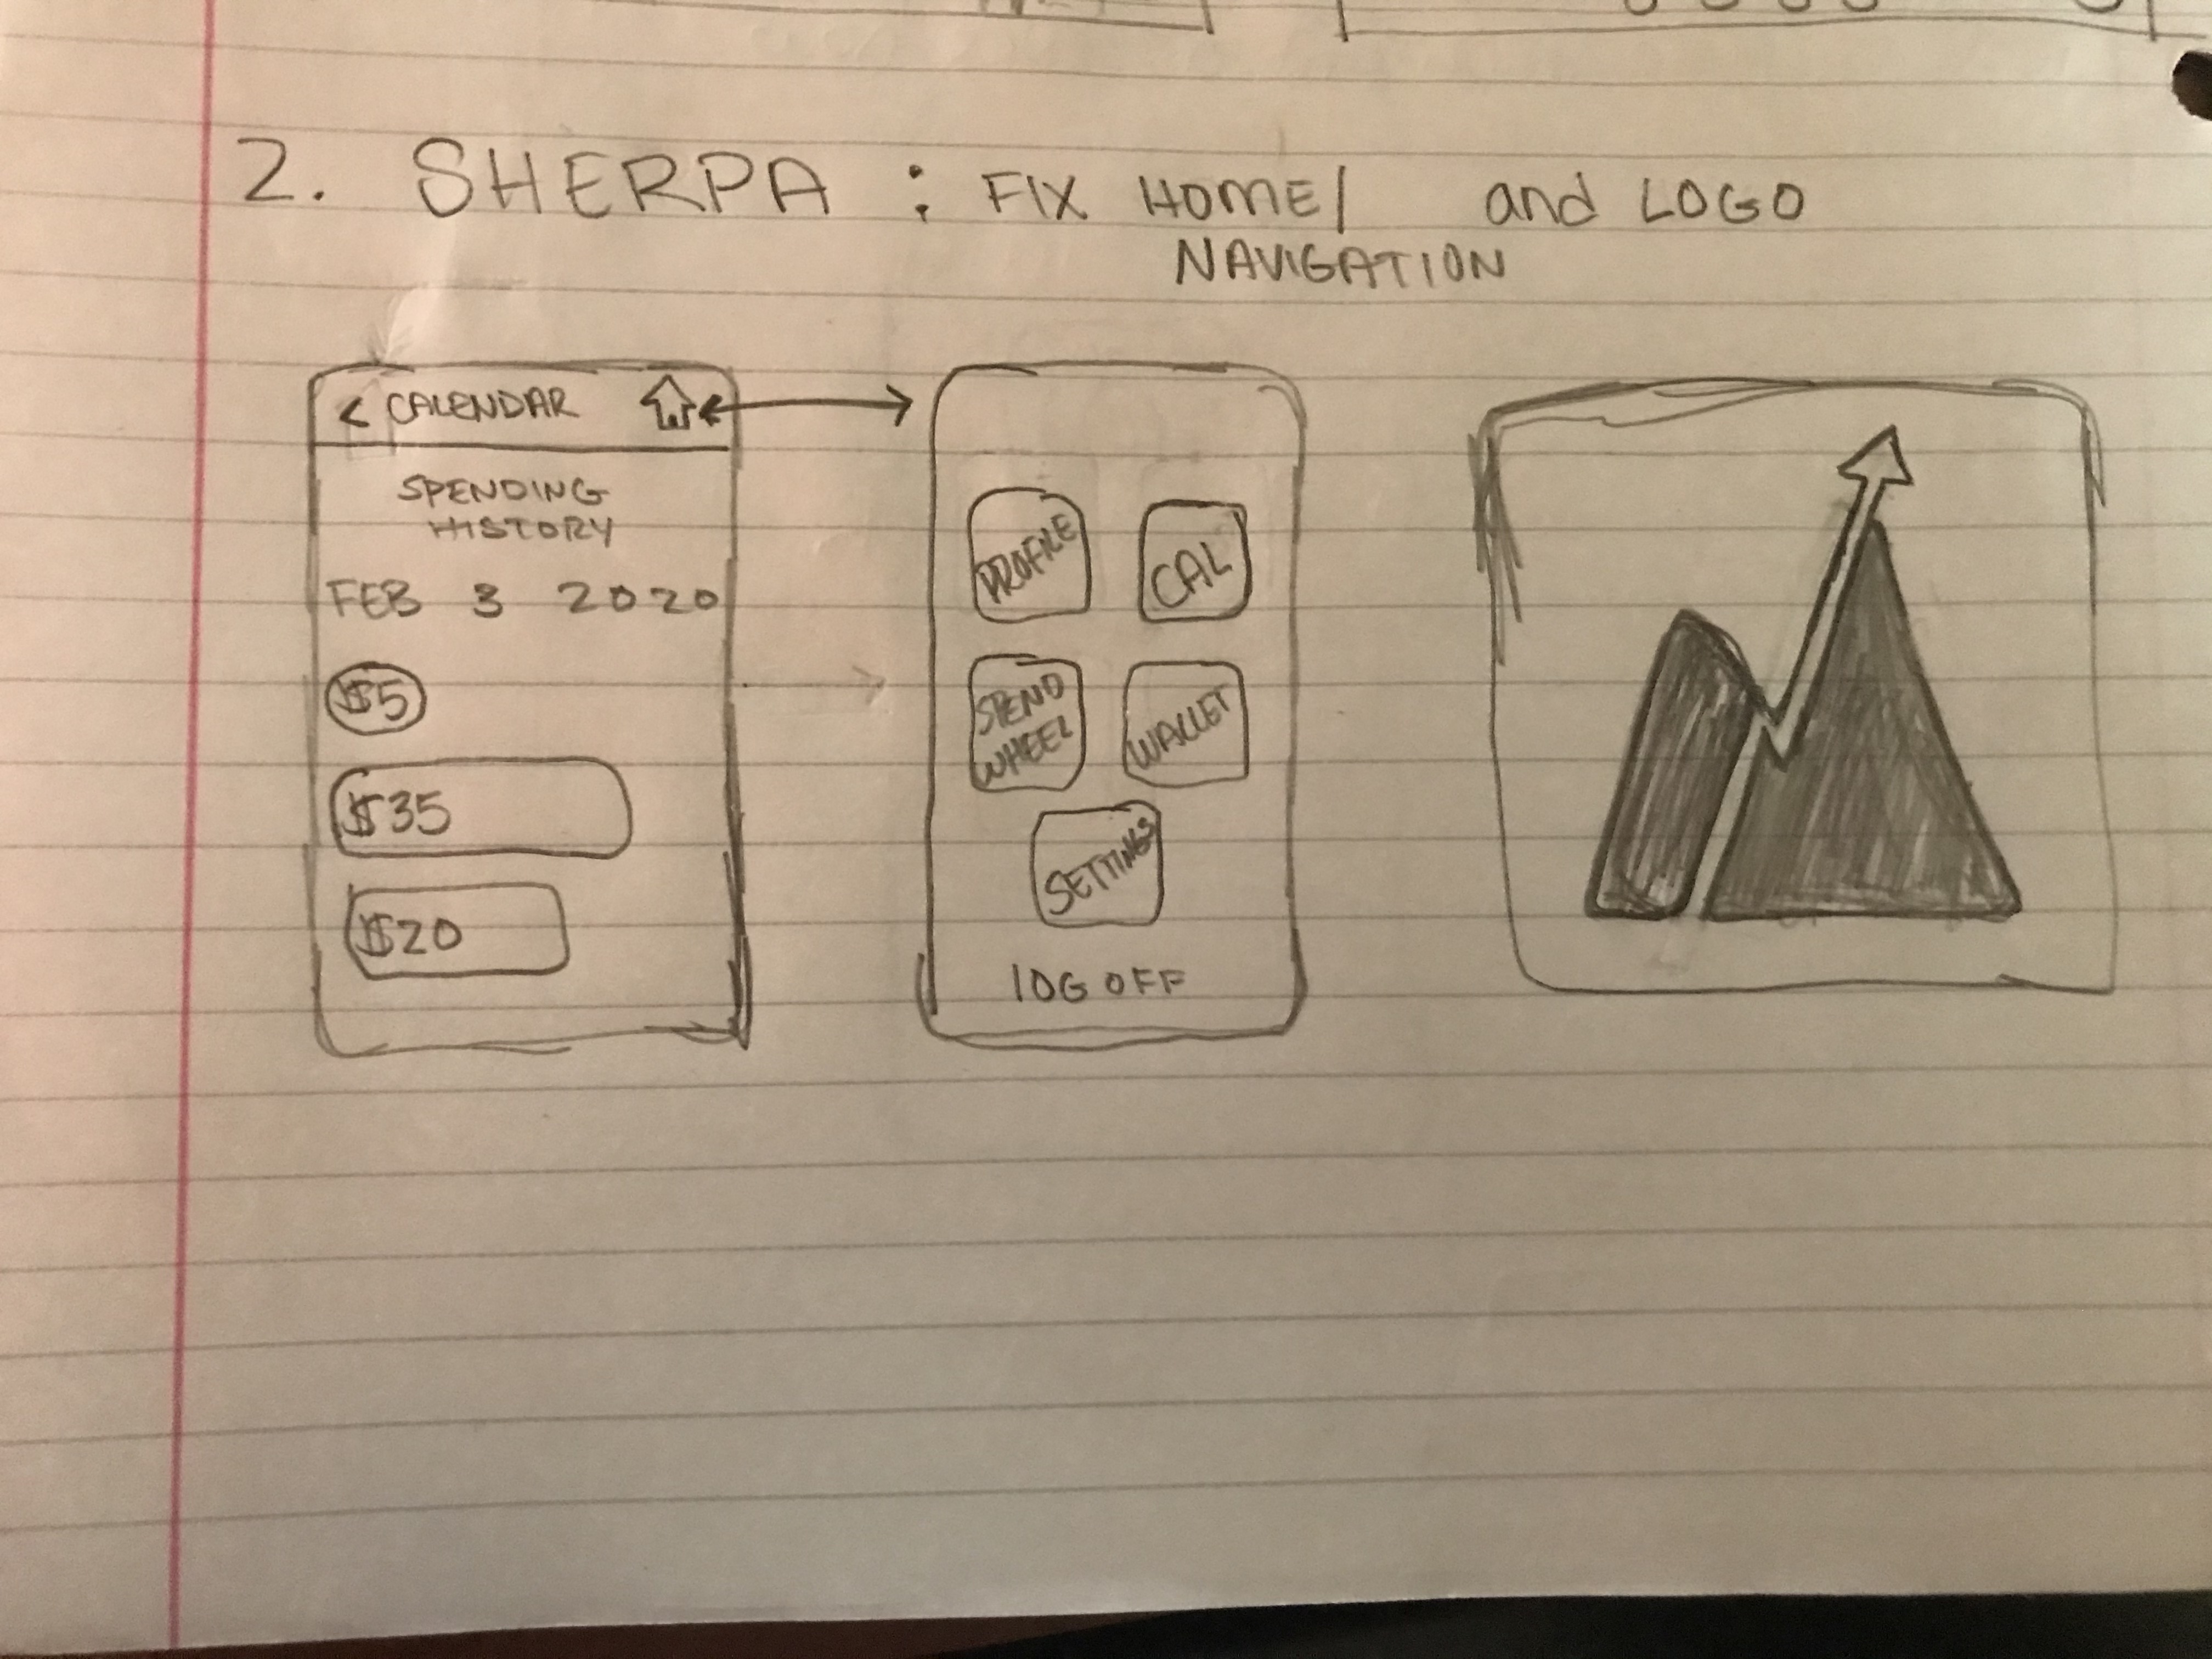 2. SHERPA : FIX HOME/ and LOGO
NAVIGATION
< CALENDAR
SPENDING
HISTORY
FEB 3 2020
$5
$35
$20
PROFILE
CAL
SPEND
WHEEL
WALLET
SETTINGS
LOG OFF